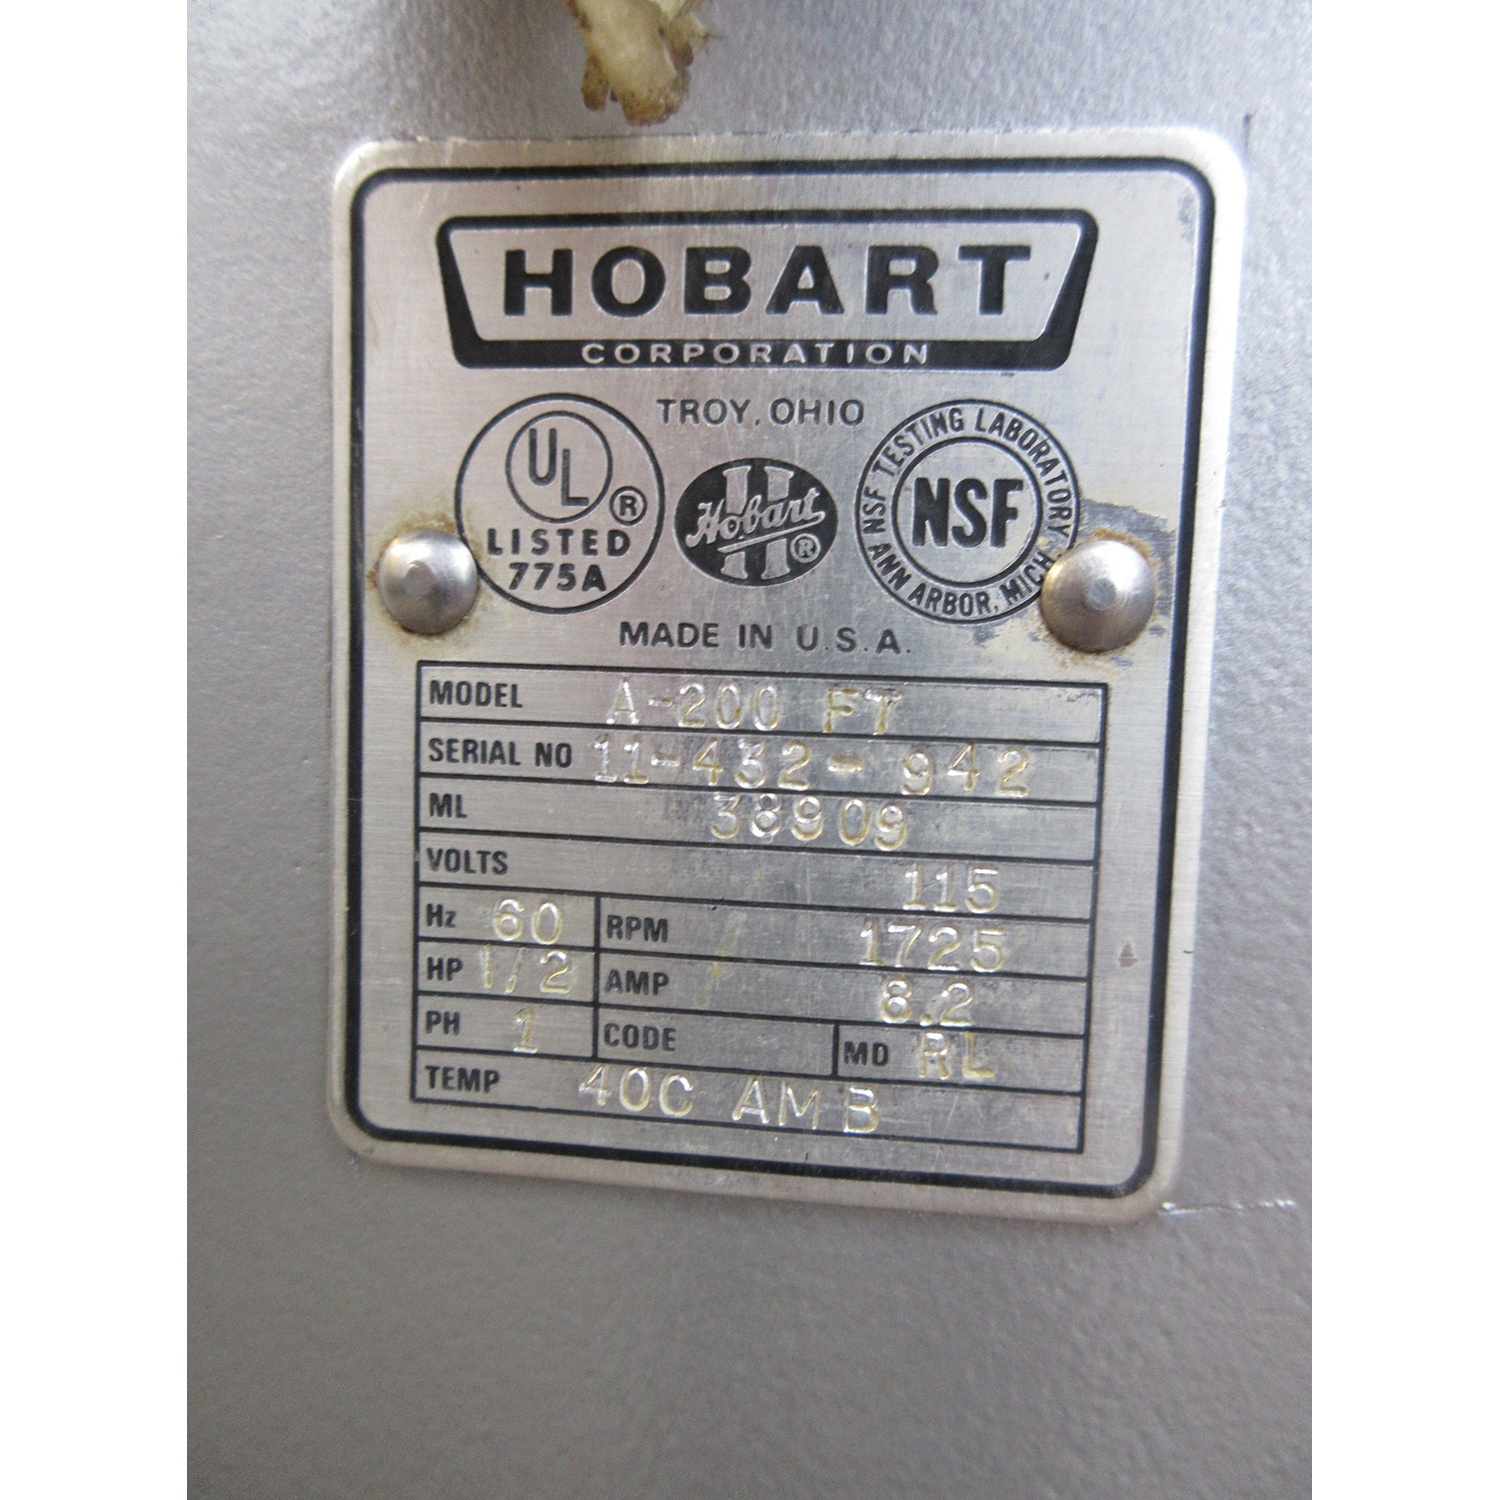 HOBART
CORPORATION
TROY, OHIO
UL ®
LISTED
775A
Hobart ®
NSF TESTING LABORATORY
NSF
ANN ARBOR, MICH
MADE IN U.S.A.
MODEL A-200 FT
SERIAL NO 11-432-942
ML 38909
VOLTS 115
Hz 60 RPM 1725
HP 1/2 AMP 8.2
PH 1 CODE MD RL
TEMP 40C AMB